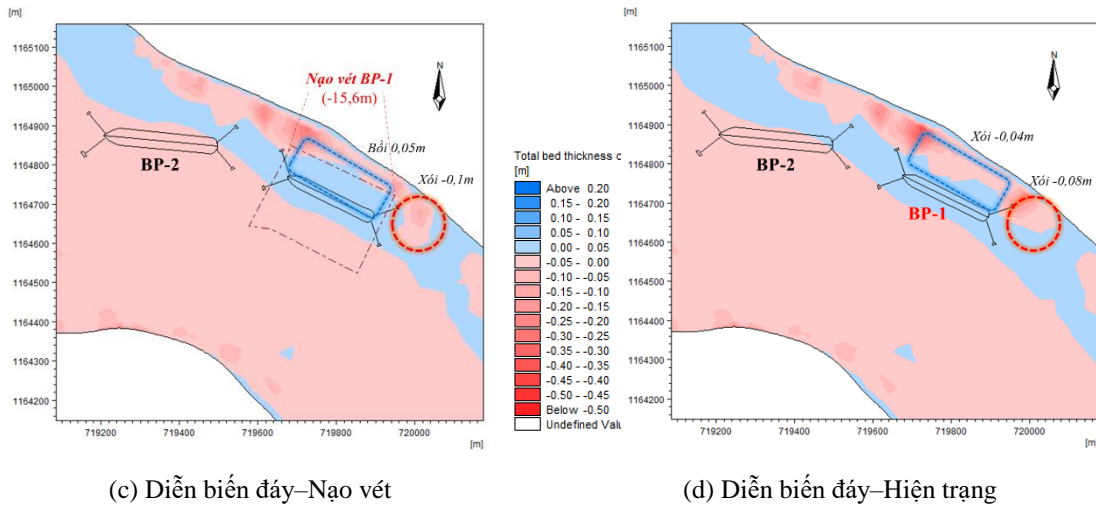 [m]
1165100
1165000
1164900
1164800
1164700
1164600
1164500
1164400
1164300
1164200
719200
719400
719600
719800
720000
[m]
Nạo vét BP-1
(-15,6m)
N
Bồi 0,05m
Xói -0,1m
BP-2
Total bed thickness c
[m]
Above 0.20
0.15 - 0.20
0.10 - 0.15
0.05 - 0.10
0.00 - 0.05
-0.05 - 0.00
-0.10 - -0.05
-0.15 - -0.10
-0.20 - -0.15
-0.25 - -0.20
-0.30 - -0.25
-0.35 - -0.30
-0.40 - -0.35
-0.45 - -0.40
-0.50 - -0.45
Below -0.50
Undefined Valu
[m]
1165100
1165000
1164900
1164800
1164700
1164600
1164500
1164400
1164300
1164200
719200
719400
719600
719800
720000
[m]
N
Xói -0,04m
Xói -0,08m
BP-2
BP-1
(c) Diễn biến đáy–Nạo vét
(d) Diễn biến đáy–Hiện trạng